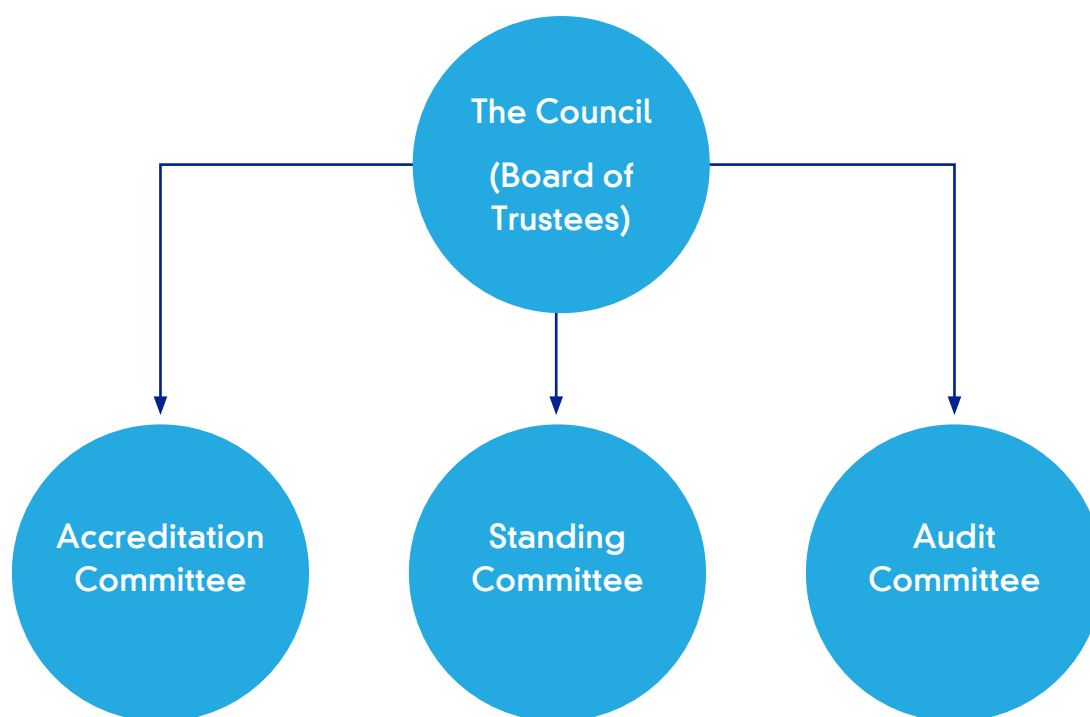 The Council
(Board of
Trustees)
Accreditation
Committee
Standing
Committee
Audit
Committee